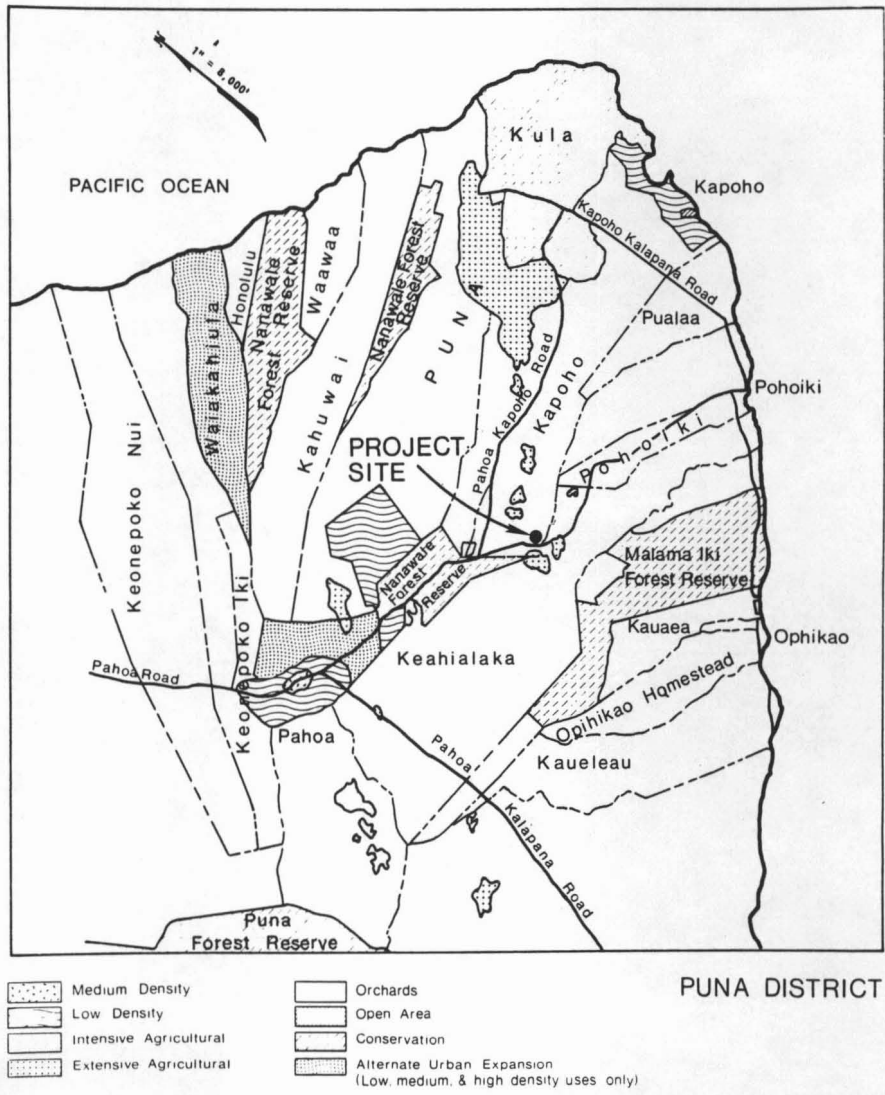 1" = 8,000'
PACIFIC OCEAN
Kula
Kapoho
Kapoho Kalapana Road
Honolulu
Nanawale
Forest Reserve
Waawaa
Waiakahiula
Kahuwai
Nanawale Forest
Reserve
PUNA
Pualaa
Pahoa Kapoho Road
Kapoho
Pohoiki
Pohoiki
PROJECT
SITE
Keonepoko Nui
Keonepoko Iki
Nanawale
Forest
Reserve
Malama Iki
Forest Reserve
Kauaea
Ophikao
Keahialaka
Opihikao Homestead
Pahoa Road
Pahoa
Kaueleau
Pahoa Kalapana Road
Puna
Forest Reserve
Medium Density
Low Density
Intensive Agricultural
Extensive Agricultural
Orchards
Open Area
Conservation
Alternate Urban Expansion
(Low, medium, & high density uses only)
PUNA DISTRICT